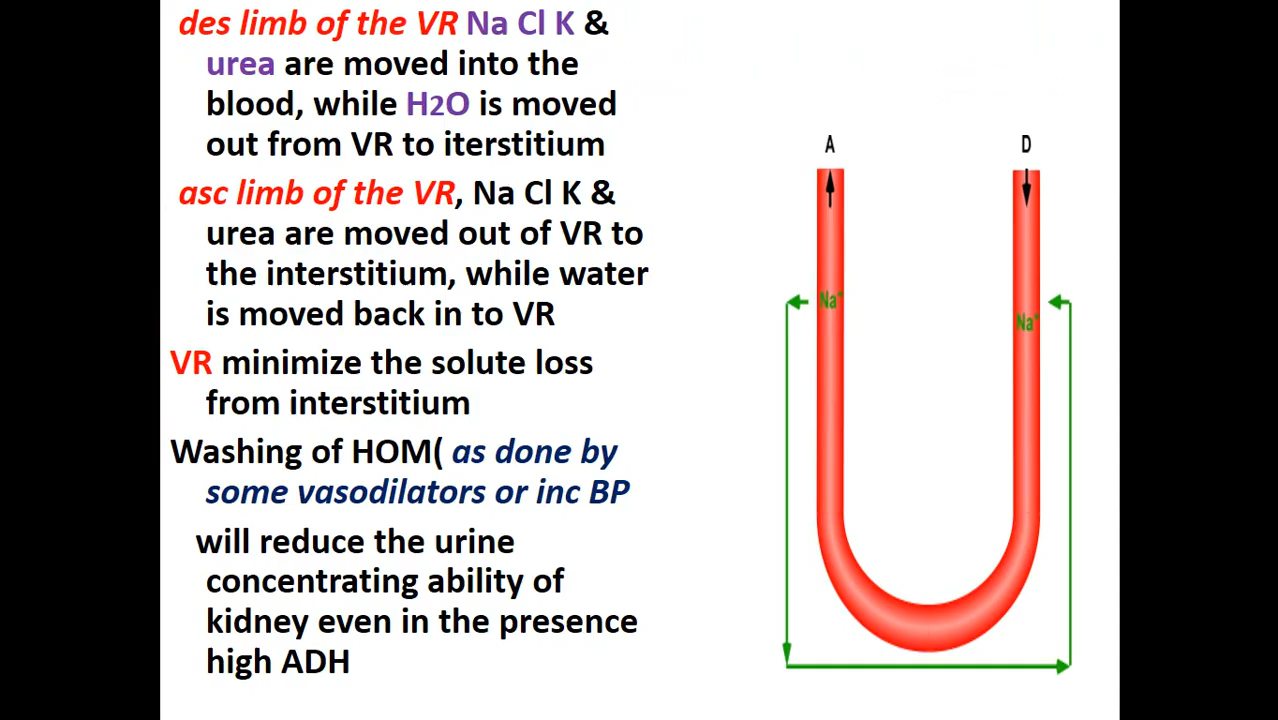 des limb of the VR Na Cl K &
urea are moved into the
blood, while H2O is moved
out from VR to iterstitium
asc limb of the VR, Na Cl K &
urea are moved out of VR to
the interstitium, while water
is moved back in to VR
VR minimize the solute loss
from interstitium
Washing of HOM( as done by
some vasodilators or inc BP
will reduce the urine
concentrating ability of
kidney even in the presence
high ADH
A
D
Na+
Na+